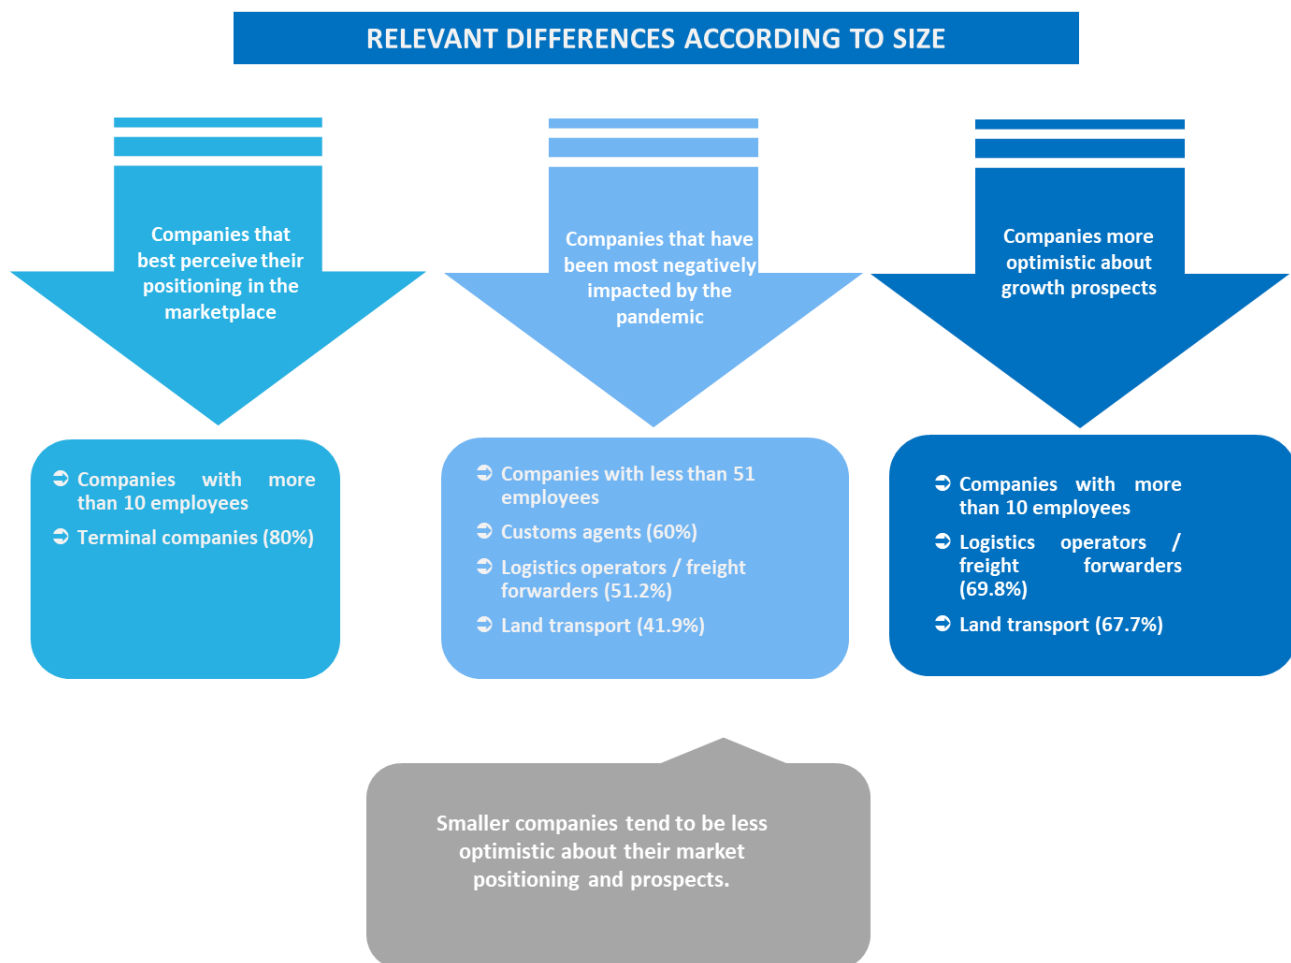 RELEVANT DIFFERENCES ACCORDING TO SIZE
Companies that
best perceive their
positioning in the
marketplace
Companies that have
been most negatively
impacted by the
pandemic
Companies more
optimistic about
growth prospects
Companies with more
than 10 employees
Terminal companies (80%)
Companies with less than 51
employees
Customs agents (60%)
Logistics operators / freight
forwarders (51.2%)
Land transport (41.9%)
Companies with more
than 10 employees
Logistics operators /
freight forwarders
(69.8%)
Land transport (67.7%)
Smaller companies tend to be less
optimistic about their market
positioning and prospects.